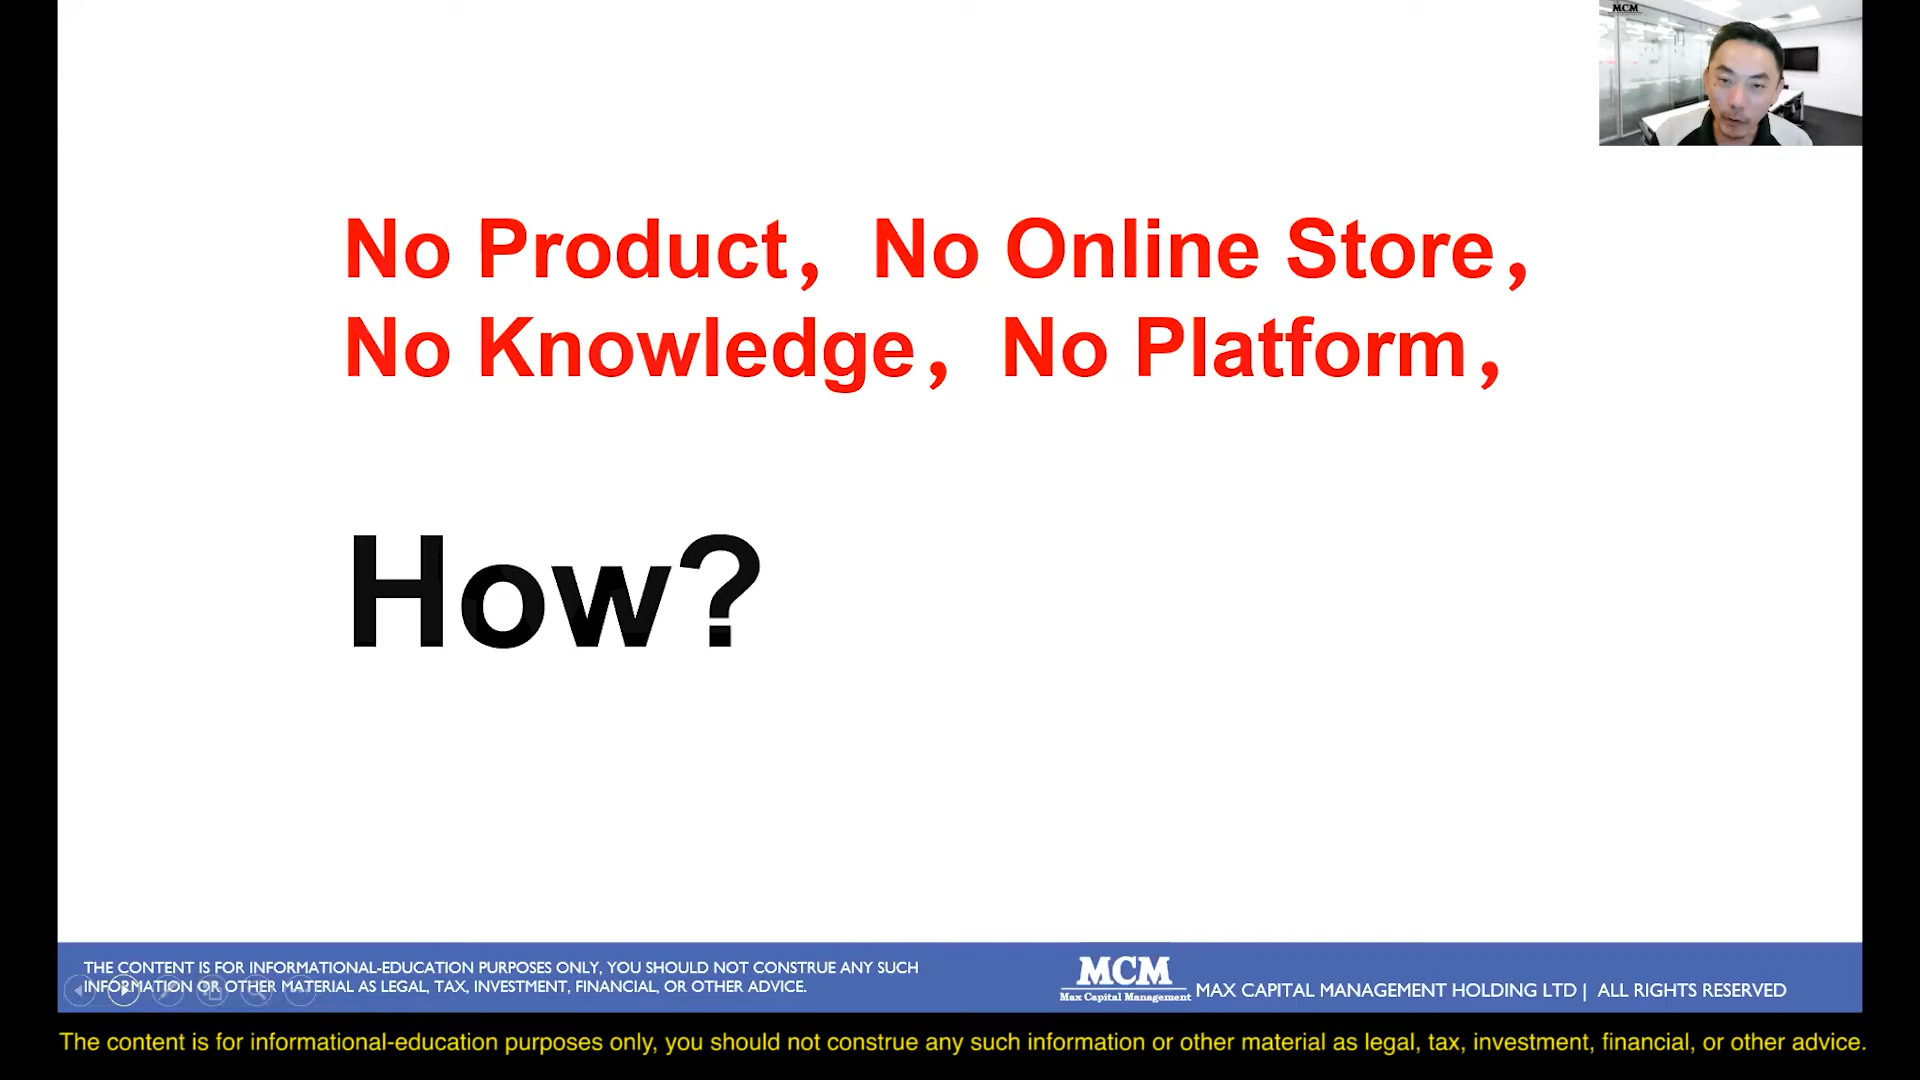 MCM
No Product，No Online Store，
No Knowledge，No Platform，
How?
THE CONTENT IS FOR INFORMATIONAL-EDUCATION PURPOSES ONLY, YOU SHOULD NOT CONSTRUE ANY SUCH
INFORMATION OR OTHER MATERIAL AS LEGAL, TAX, INVESTMENT, FINANCIAL, OR OTHER ADVICE.
MCM
Max Capital Management
MAX CAPITAL MANAGEMENT HOLDING LTD | ALL RIGHTS RESERVED
The content is for informational-education purposes only, you should not construe any such information or other material as legal, tax, investment, financial, or other advice.